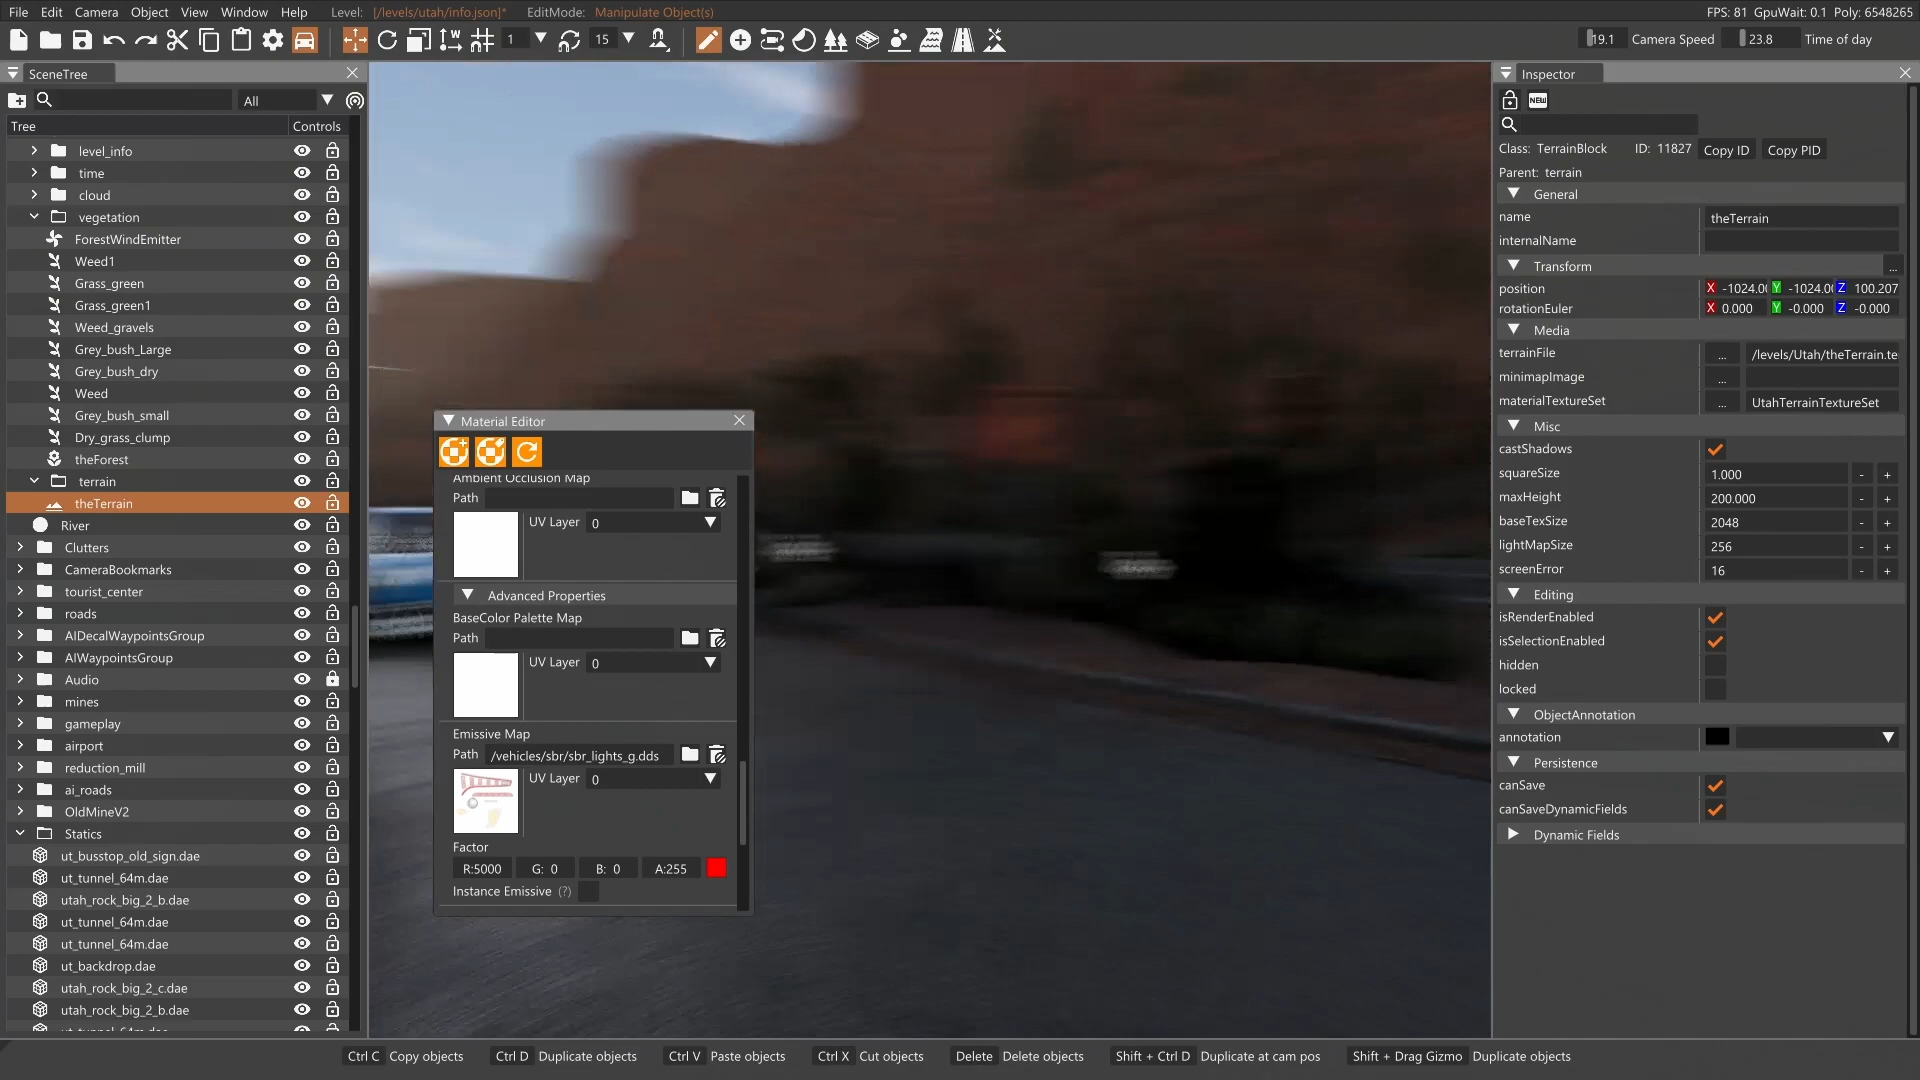 File Edit Camera Object View Window Help Level: [/levels/utah/info.json]* EditMode: Manipulate Object(s) FPS: 81 GpuWait: 0.1 Poly: 6548265
1 15 19.1 Camera Speed 23.8 Time of day
SceneTree
All
Tree Controls
level_info
time
cloud
vegetation
ForestWindEmitter
Weed1
Grass_green
Grass_green1
Weed_gravels
Grey_bush_Large
Grey_bush_dry
Weed
Grey_bush_small
Dry_grass_clump
theForest
terrain
theTerrain
River
Clutters
CameraBookmarks
tourist_center
roads
AIDecalWaypointsGroup
AIWaypointsGroup
Audio
mines
gameplay
airport
reduction_mill
ai_roads
OldMineV2
Statics
ut_busstop_old_sign.dae
ut_tunnel_64m.dae
utah_rock_big_2_b.dae
ut_tunnel_64m.dae
ut_tunnel_64m.dae
ut_backdrop.dae
utah_rock_big_2_c.dae
utah_rock_big_2_b.dae
Material Editor
Ambient Occlusion Map
Path
UV Layer 0
Advanced Properties
BaseColor Palette Map
Path
UV Layer 0
Emissive Map
Path /vehicles/sbr/sbr_lights_g.dds
UV Layer 0
Factor
R:5000 G: 0 B: 0 A:255
Instance Emissive (?)
Inspector
NEW
Class: TerrainBlock ID: 11827 Copy ID Copy PID
Parent: terrain
General
name theTerrain
internalName
Transform ...
position X -1024.00 Y -1024.00 Z 100.207
rotationEuler X 0.000 Y -0.000 Z -0.000
Media
terrainFile ... /levels/Utah/theTerrain.te
minimapImage ...
materialTextureSet ... UtahTerrainTextureSet
Misc
castShadows
squareSize 1.000 - +
maxHeight 200.000 - +
baseTexSize 2048 - +
lightMapSize 256 - +
screenError 16 - +
Editing
isRenderEnabled
isSelectionEnabled
hidden
locked
ObjectAnnotation
annotation
Persistence
canSave
canSaveDynamicFields
Dynamic Fields
Ctrl C Copy objects Ctrl D Duplicate objects Ctrl V Paste objects Ctrl X Cut objects Delete Delete objects Shift + Ctrl D Duplicate at cam pos Shift + Drag Gizmo Duplicate objects